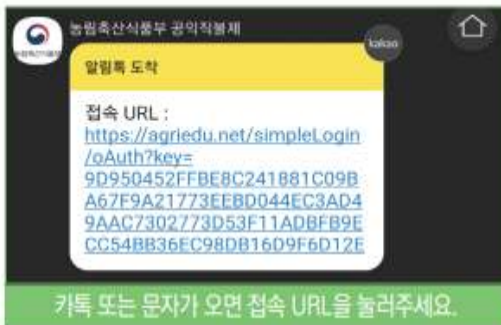 농림축산식품부 공익직불제
kakao
알림톡 도착
접속 URL :
https://agriedu.net/simpleLogin
/oAuth?key=
9D950452FFBE8C241881C09B
A67F9A21773EEBD044EC3AD4
9AAC7302773D53F11ADBFB9E
CC54BB36EC98DB16D9F6D12E
카톡 또는 문자가 오면 접속 URL을 눌러주세요.